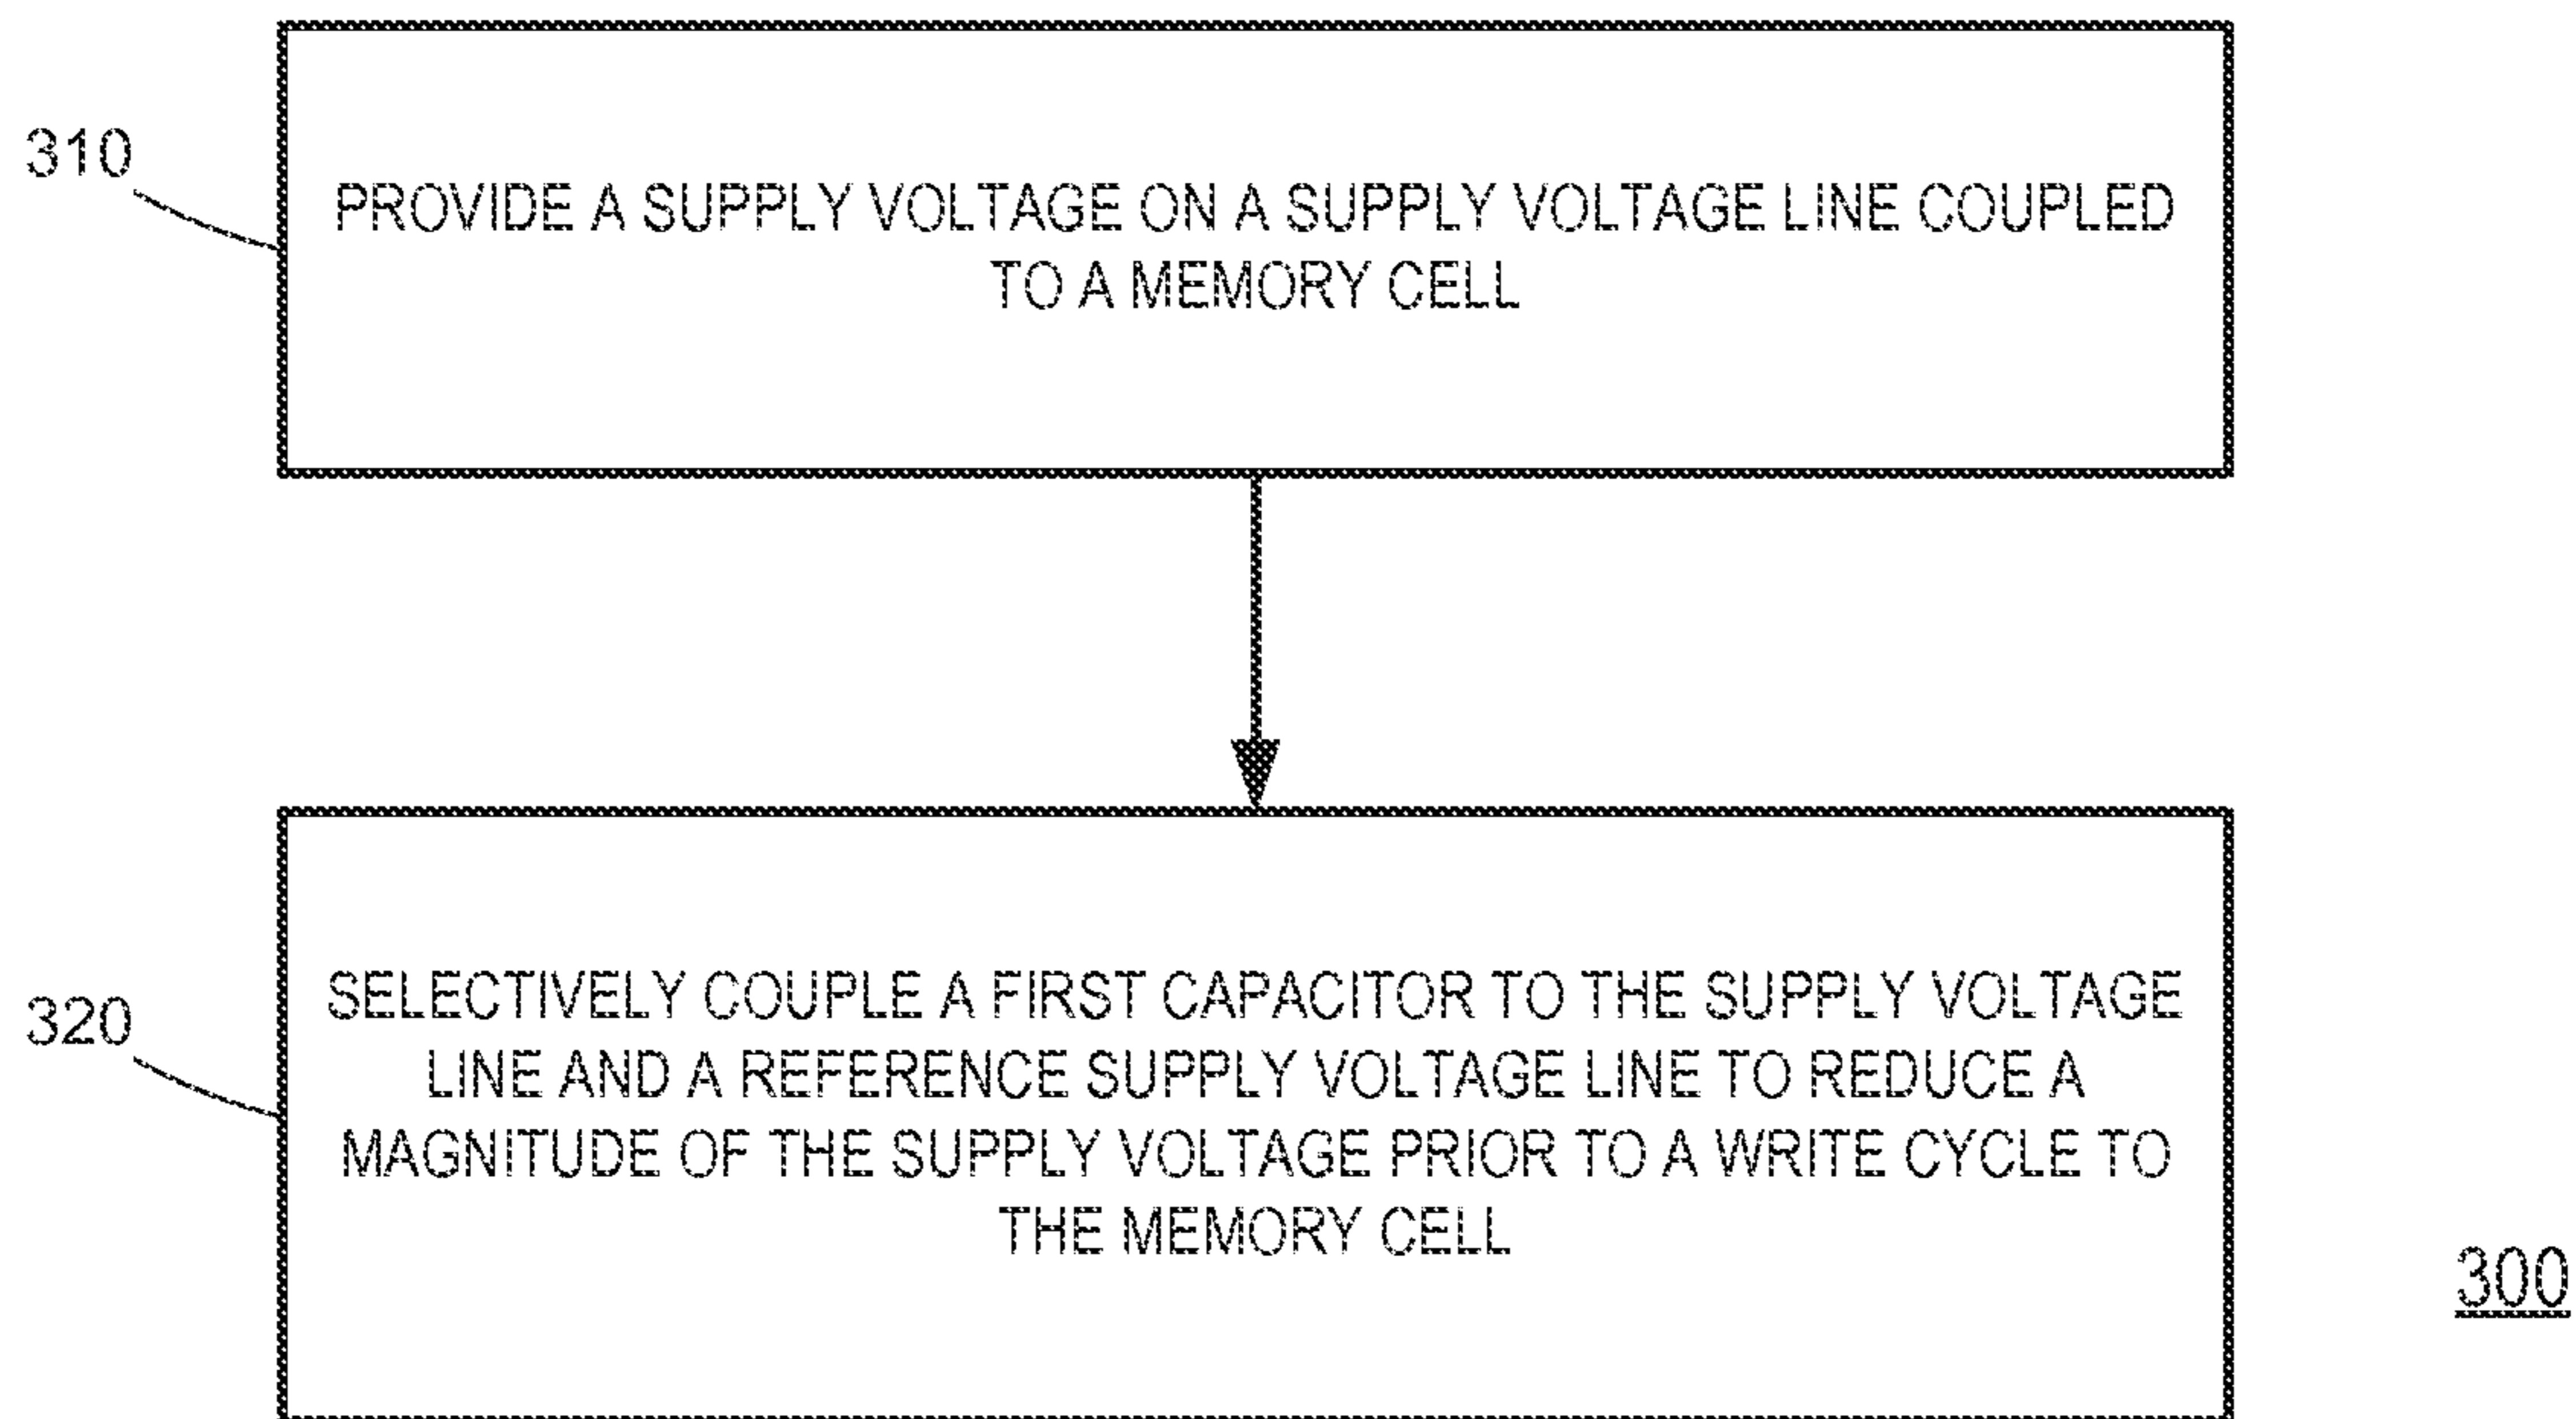 310
PROVIDE A SUPPLY VOLTAGE ON A SUPPLY VOLTAGE LINE COUPLED
TO A MEMORY CELL
320
SELECTIVELY COUPLE A FIRST CAPACITOR TO THE SUPPLY VOLTAGE
LINE AND A REFERENCE SUPPLY VOLTAGE LINE TO REDUCE A
MAGNITUDE OF THE SUPPLY VOLTAGE PRIOR TO A WRITE CYCLE TO
THE MEMORY CELL
300